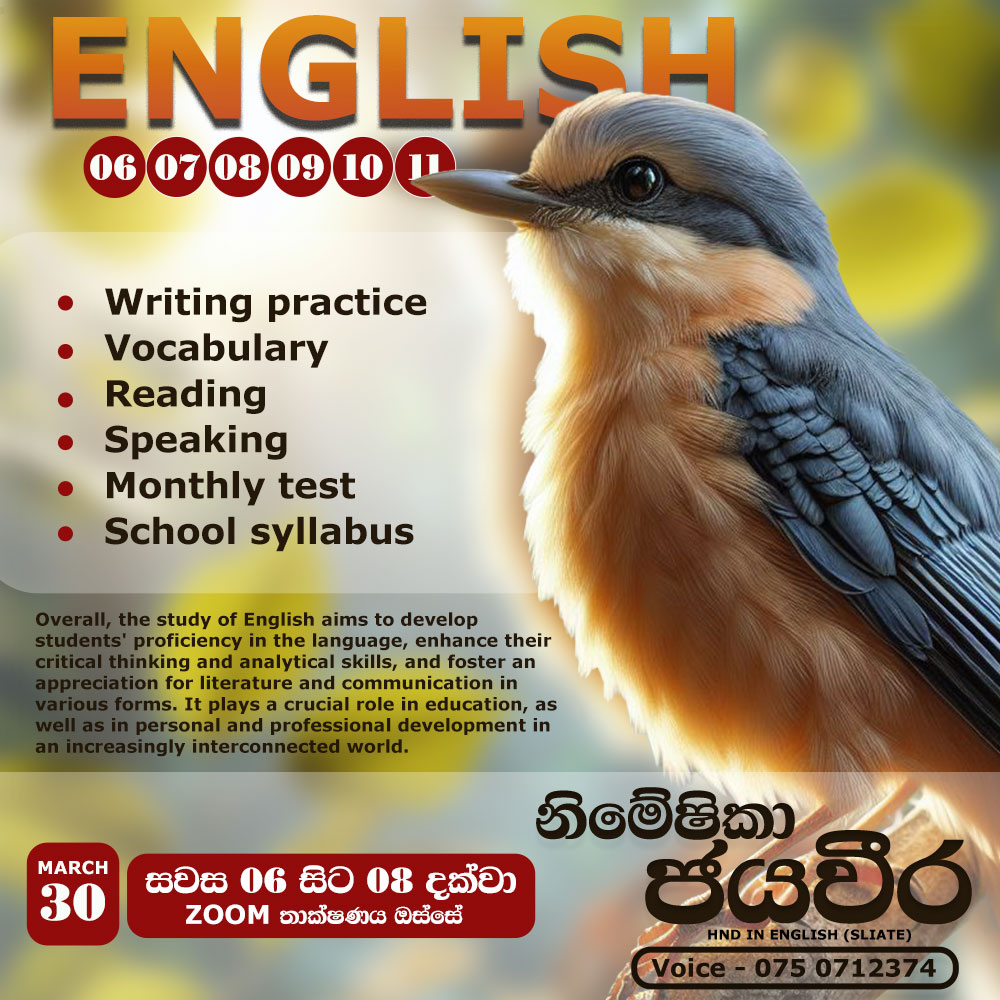 ENGLISH
06 07 08 09 10 11
Writing practice
Vocabulary
Reading
Speaking
Monthly test
School syllabus
Overall, the study of English aims to develop
students' proficiency in the language, enhance their
critical thinking and analytical skills, and foster an
appreciation for literature and communication in
various forms. It plays a crucial role in education, as
well as in personal and professional development in
an increasingly interconnected world.
MARCH
30
සවස 06 සිට 08 දක්වා
ZOOM තාක්ෂණය ඔස්සේ
නිමේෂිකා
ජයවීර
HND IN ENGLISH (SLIATE)
Voice - 075 0712374